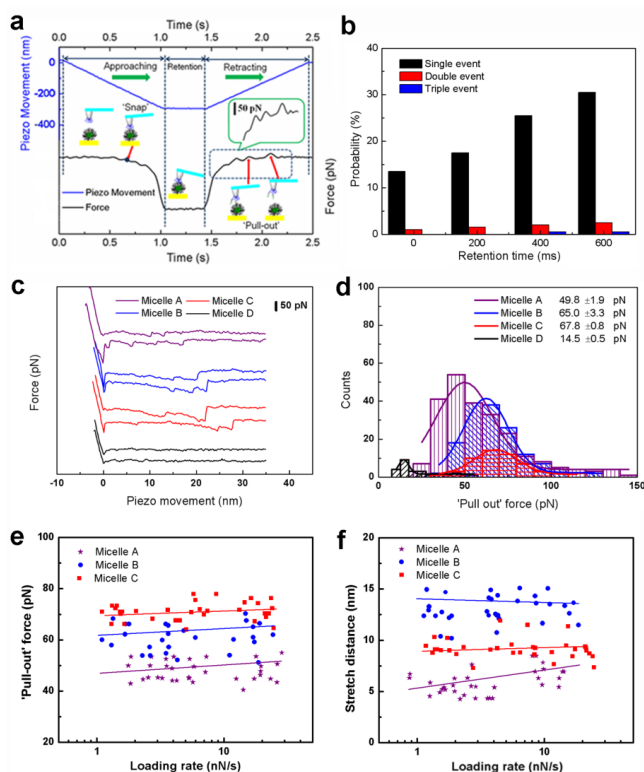 a
Time (s)
0.0 0.5 1.0 1.5 2.0 2.5
Piezo Movement(nm)
0
-200
-400
Approaching
Retention
Retracting
'Snap'
50 pN
'Pull-out'
Piezo Movement
Force
Force (pN)
0.0 0.5 1.0 1.5 2.0 2.5
Time (s)
b
Probability (%)
40
30
20
10
0
Single event
Double event
Triple event
0 200 400 600
Retention time (ms)
c
Micelle A
Micelle B
Micelle C
Micelle D
50 pN
Force (pN)
-10 0 10 20 30 40 50
Piezo movement (nm)
d
Micelle A 49.8 ±1.9 pN
Micelle B 65.0 ±3.3 pN
Micelle C 67.8 ±0.8 pN
Micelle D 14.5 ±0.5 pN
Counts
100
80
60
40
20
0
0 50 100 150
'Pull out' force (pN)
e
Micelle A
Micelle B
Micelle C
'Pull-out' force (pN)
100
80
60
40
20
1 10
Loading rate (nN/s)
f
Micelle A
Micelle B
Micelle C
Stretch distance (nm)
20
15
10
5
0
1 10
Loading rate (nN/s)